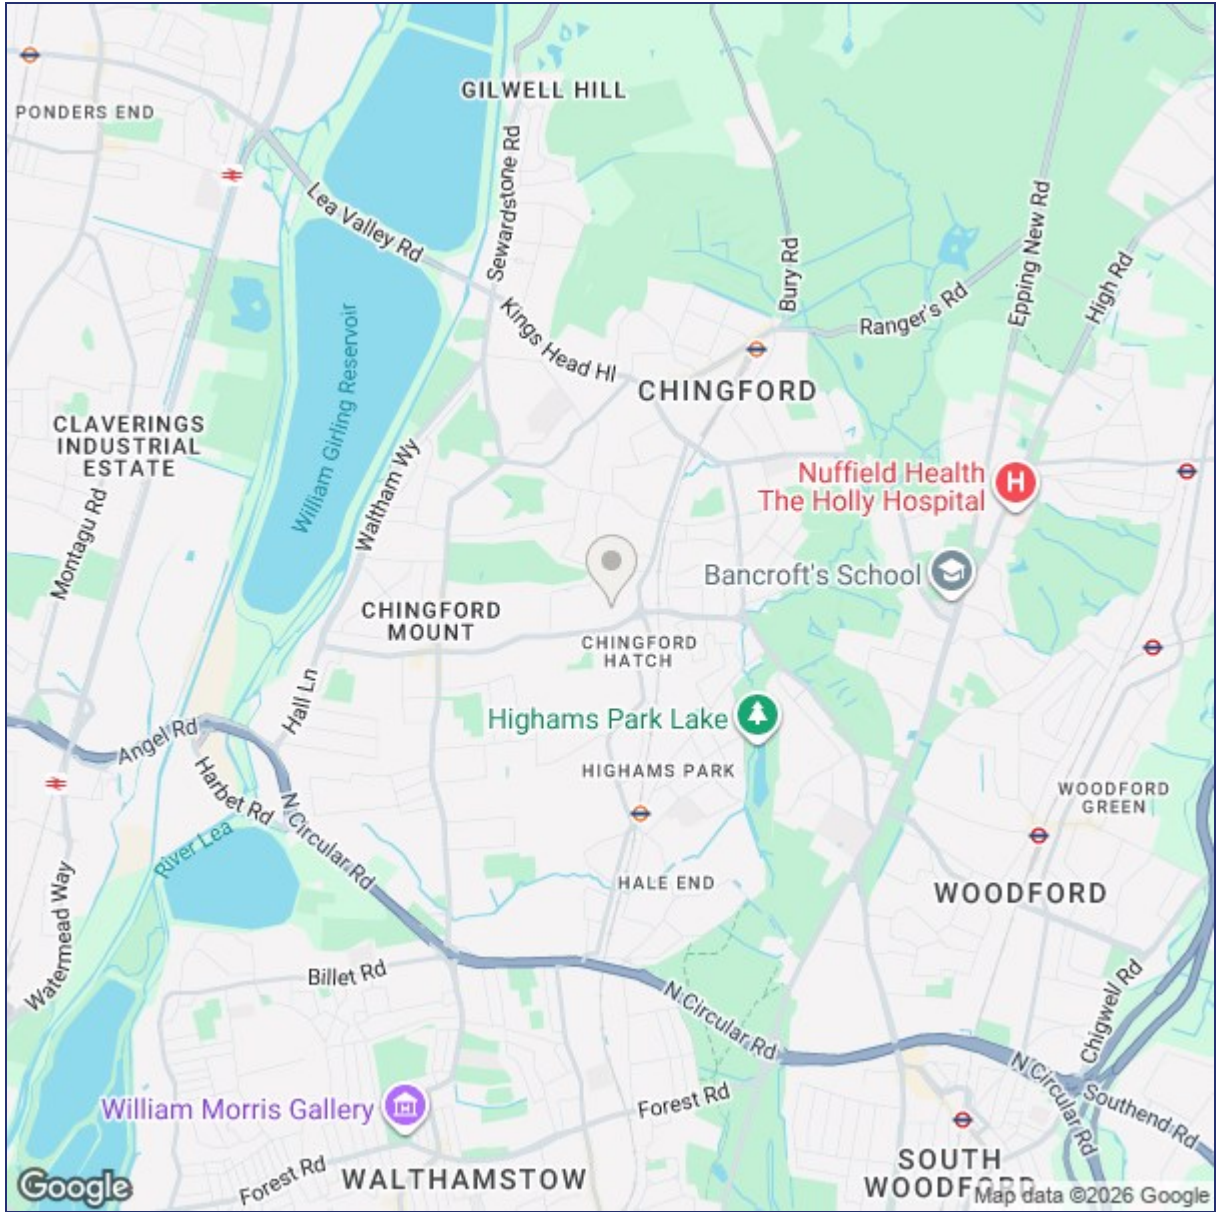 GILWELL HILL
PONDERS END
Sewardstone Rd
Lea Valley Rd
Epping New Rd
Bury Rd
High Rd
Ranger's Rd
Kings Head Hl
William Girling Reservoir
CHINGFORD
CLAVERINGS
INDUSTRIAL
ESTATE
Waltham Wy
Nuffield Health
The Holly Hospital
H
Montagu Rd
Bancroft's School
CHINGFORD
MOUNT
CHINGFORD
HATCH
Hall Ln
Highams Park Lake
Angel Rd
HIGHAMS PARK
Harbet Rd
N Circular Rd
WOODFORD
GREEN
River Lea
HALE END
WOODFORD
Watermead Way
Billet Rd
N Circular Rd
Chigwell Rd
N Circular Rd
Southend Rd
William Morris Gallery
Forest Rd
Forest Rd
WALTHAMSTOW
SOUTH
WOODFORD
Google
Map data ©2026 Google